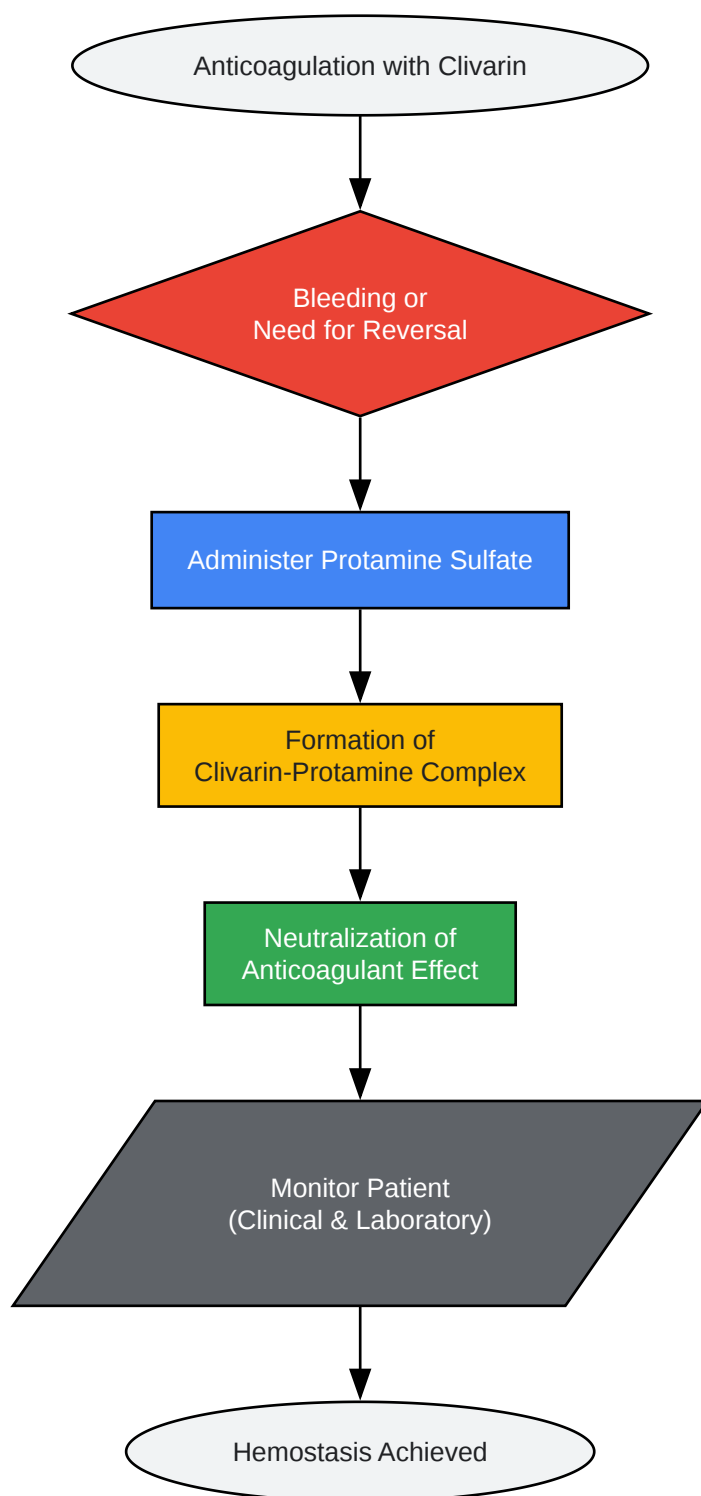 Anticoagulation with Clivarin
Bleeding or
Need for Reversal
Administer Protamine Sulfate
Formation of
Clivarin-Protamine Complex
Neutralization of
Anticoagulant Effect
Monitor Patient
(Clinical & Laboratory)
Hemostasis Achieved